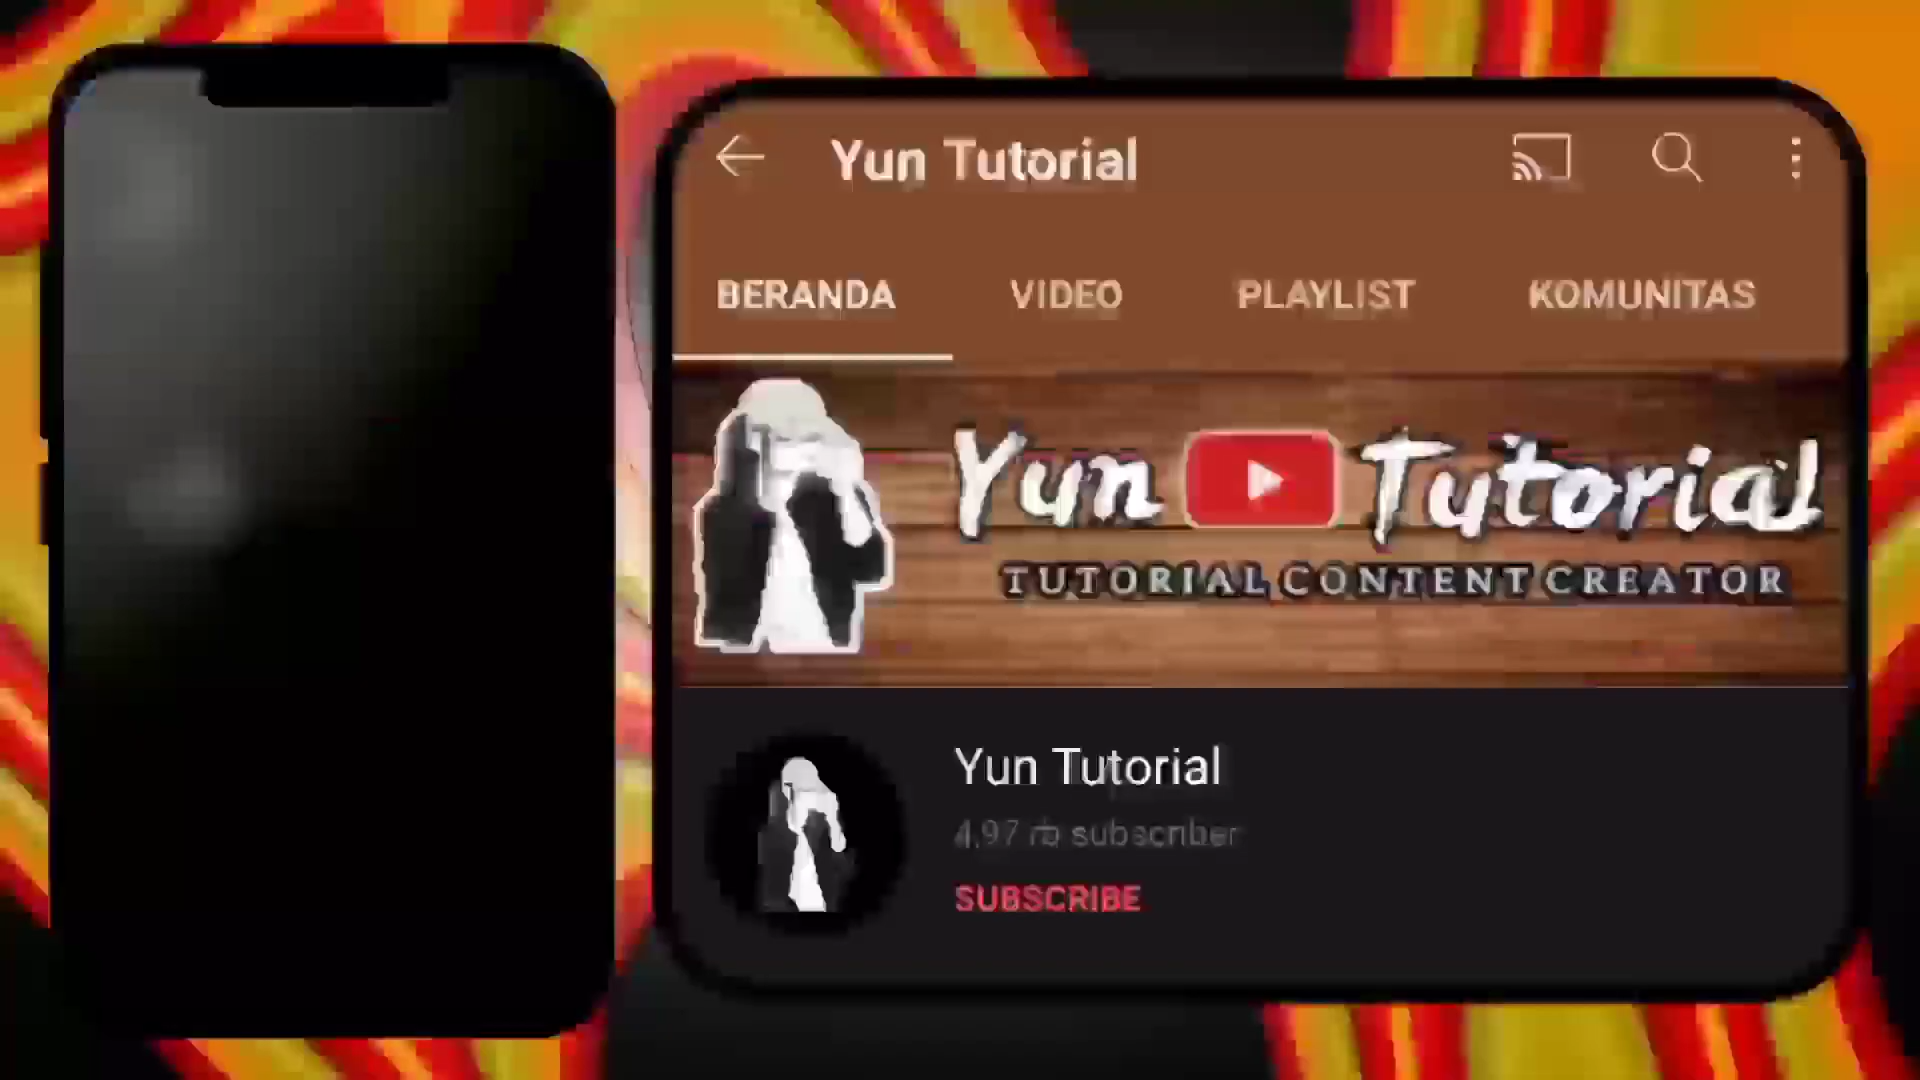 Yun Tutorial
BERANDA VIDEO PLAYLIST KOMUNITAS
Yun Tutorial
TUTORIAL CONTENT CREATOR
Yun Tutorial
4.97 rb subscriber
SUBSCRIBE